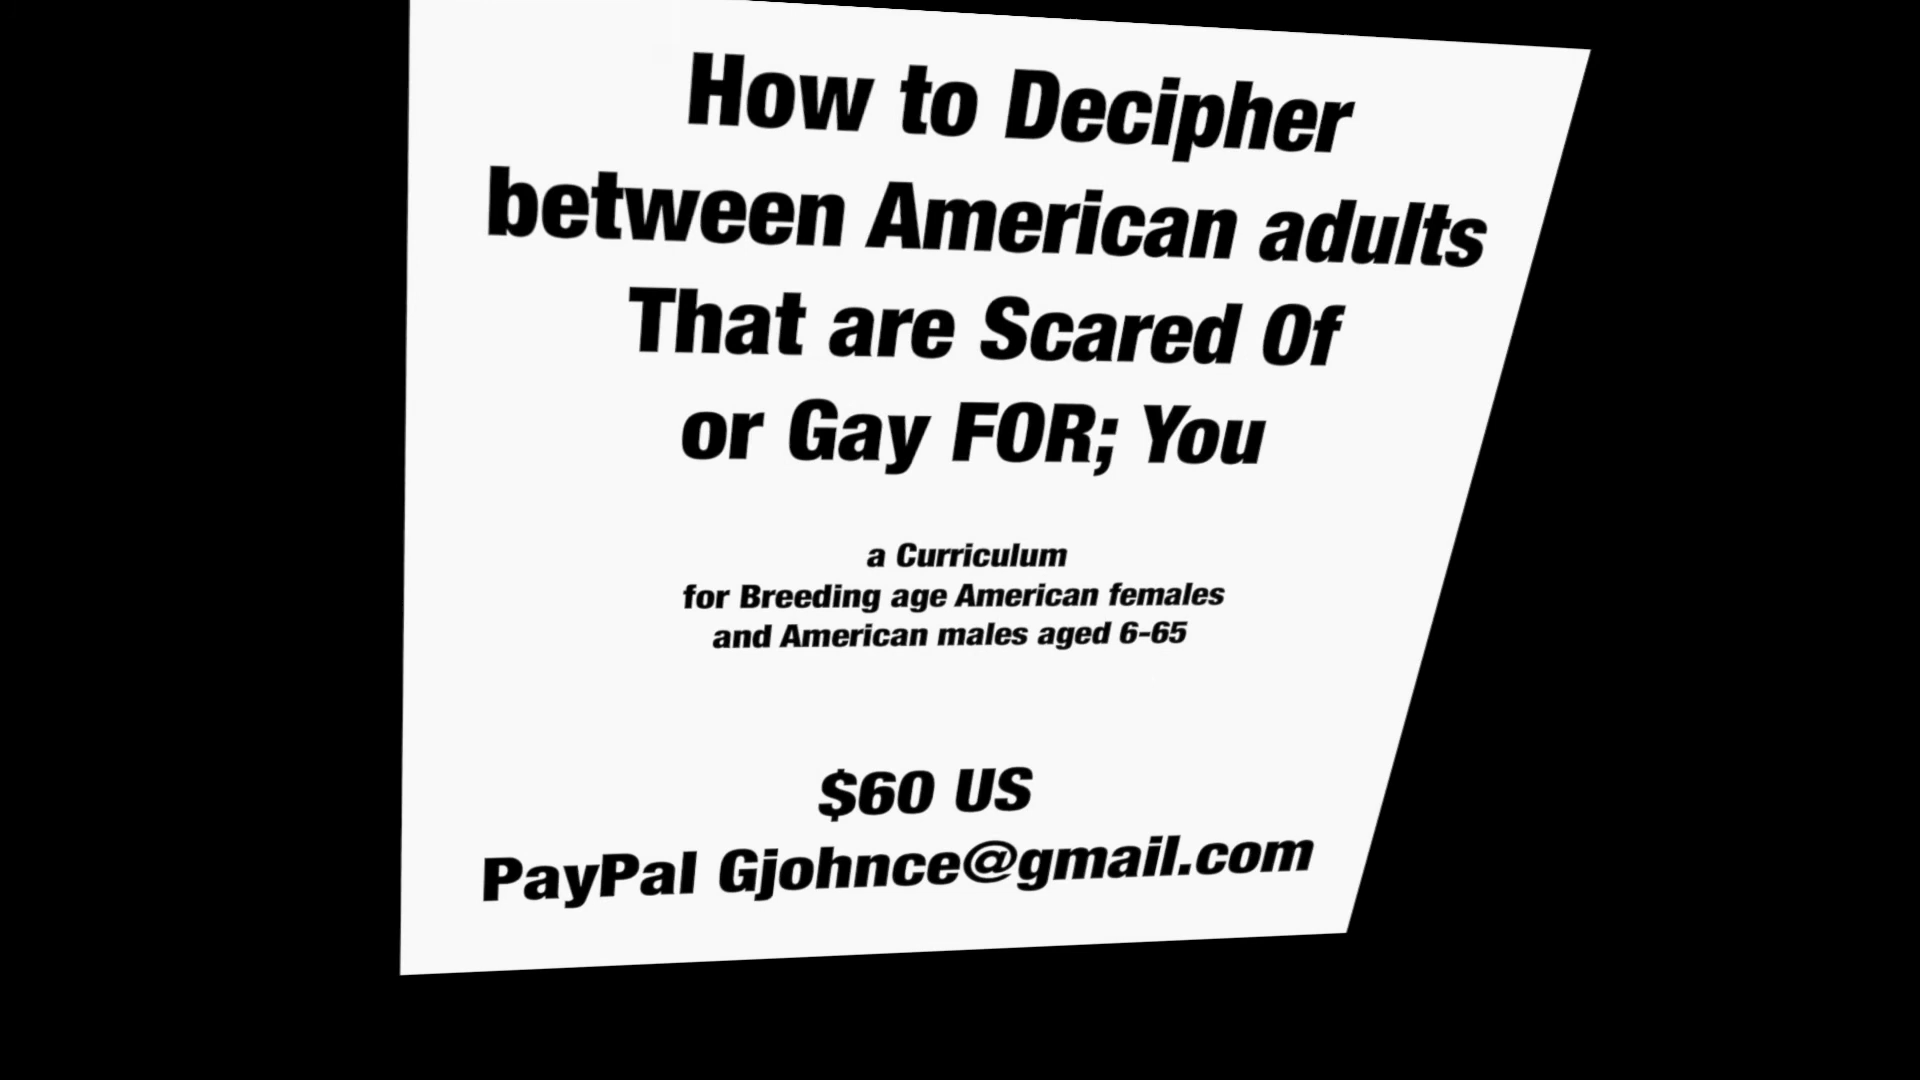 How to Decipher
between American adults
That are Scared Of
or Gay FOR; You
a Curriculum
for Breeding age American females
and American males aged 6-65
$60 US
PayPal Gjohnce@gmail.com